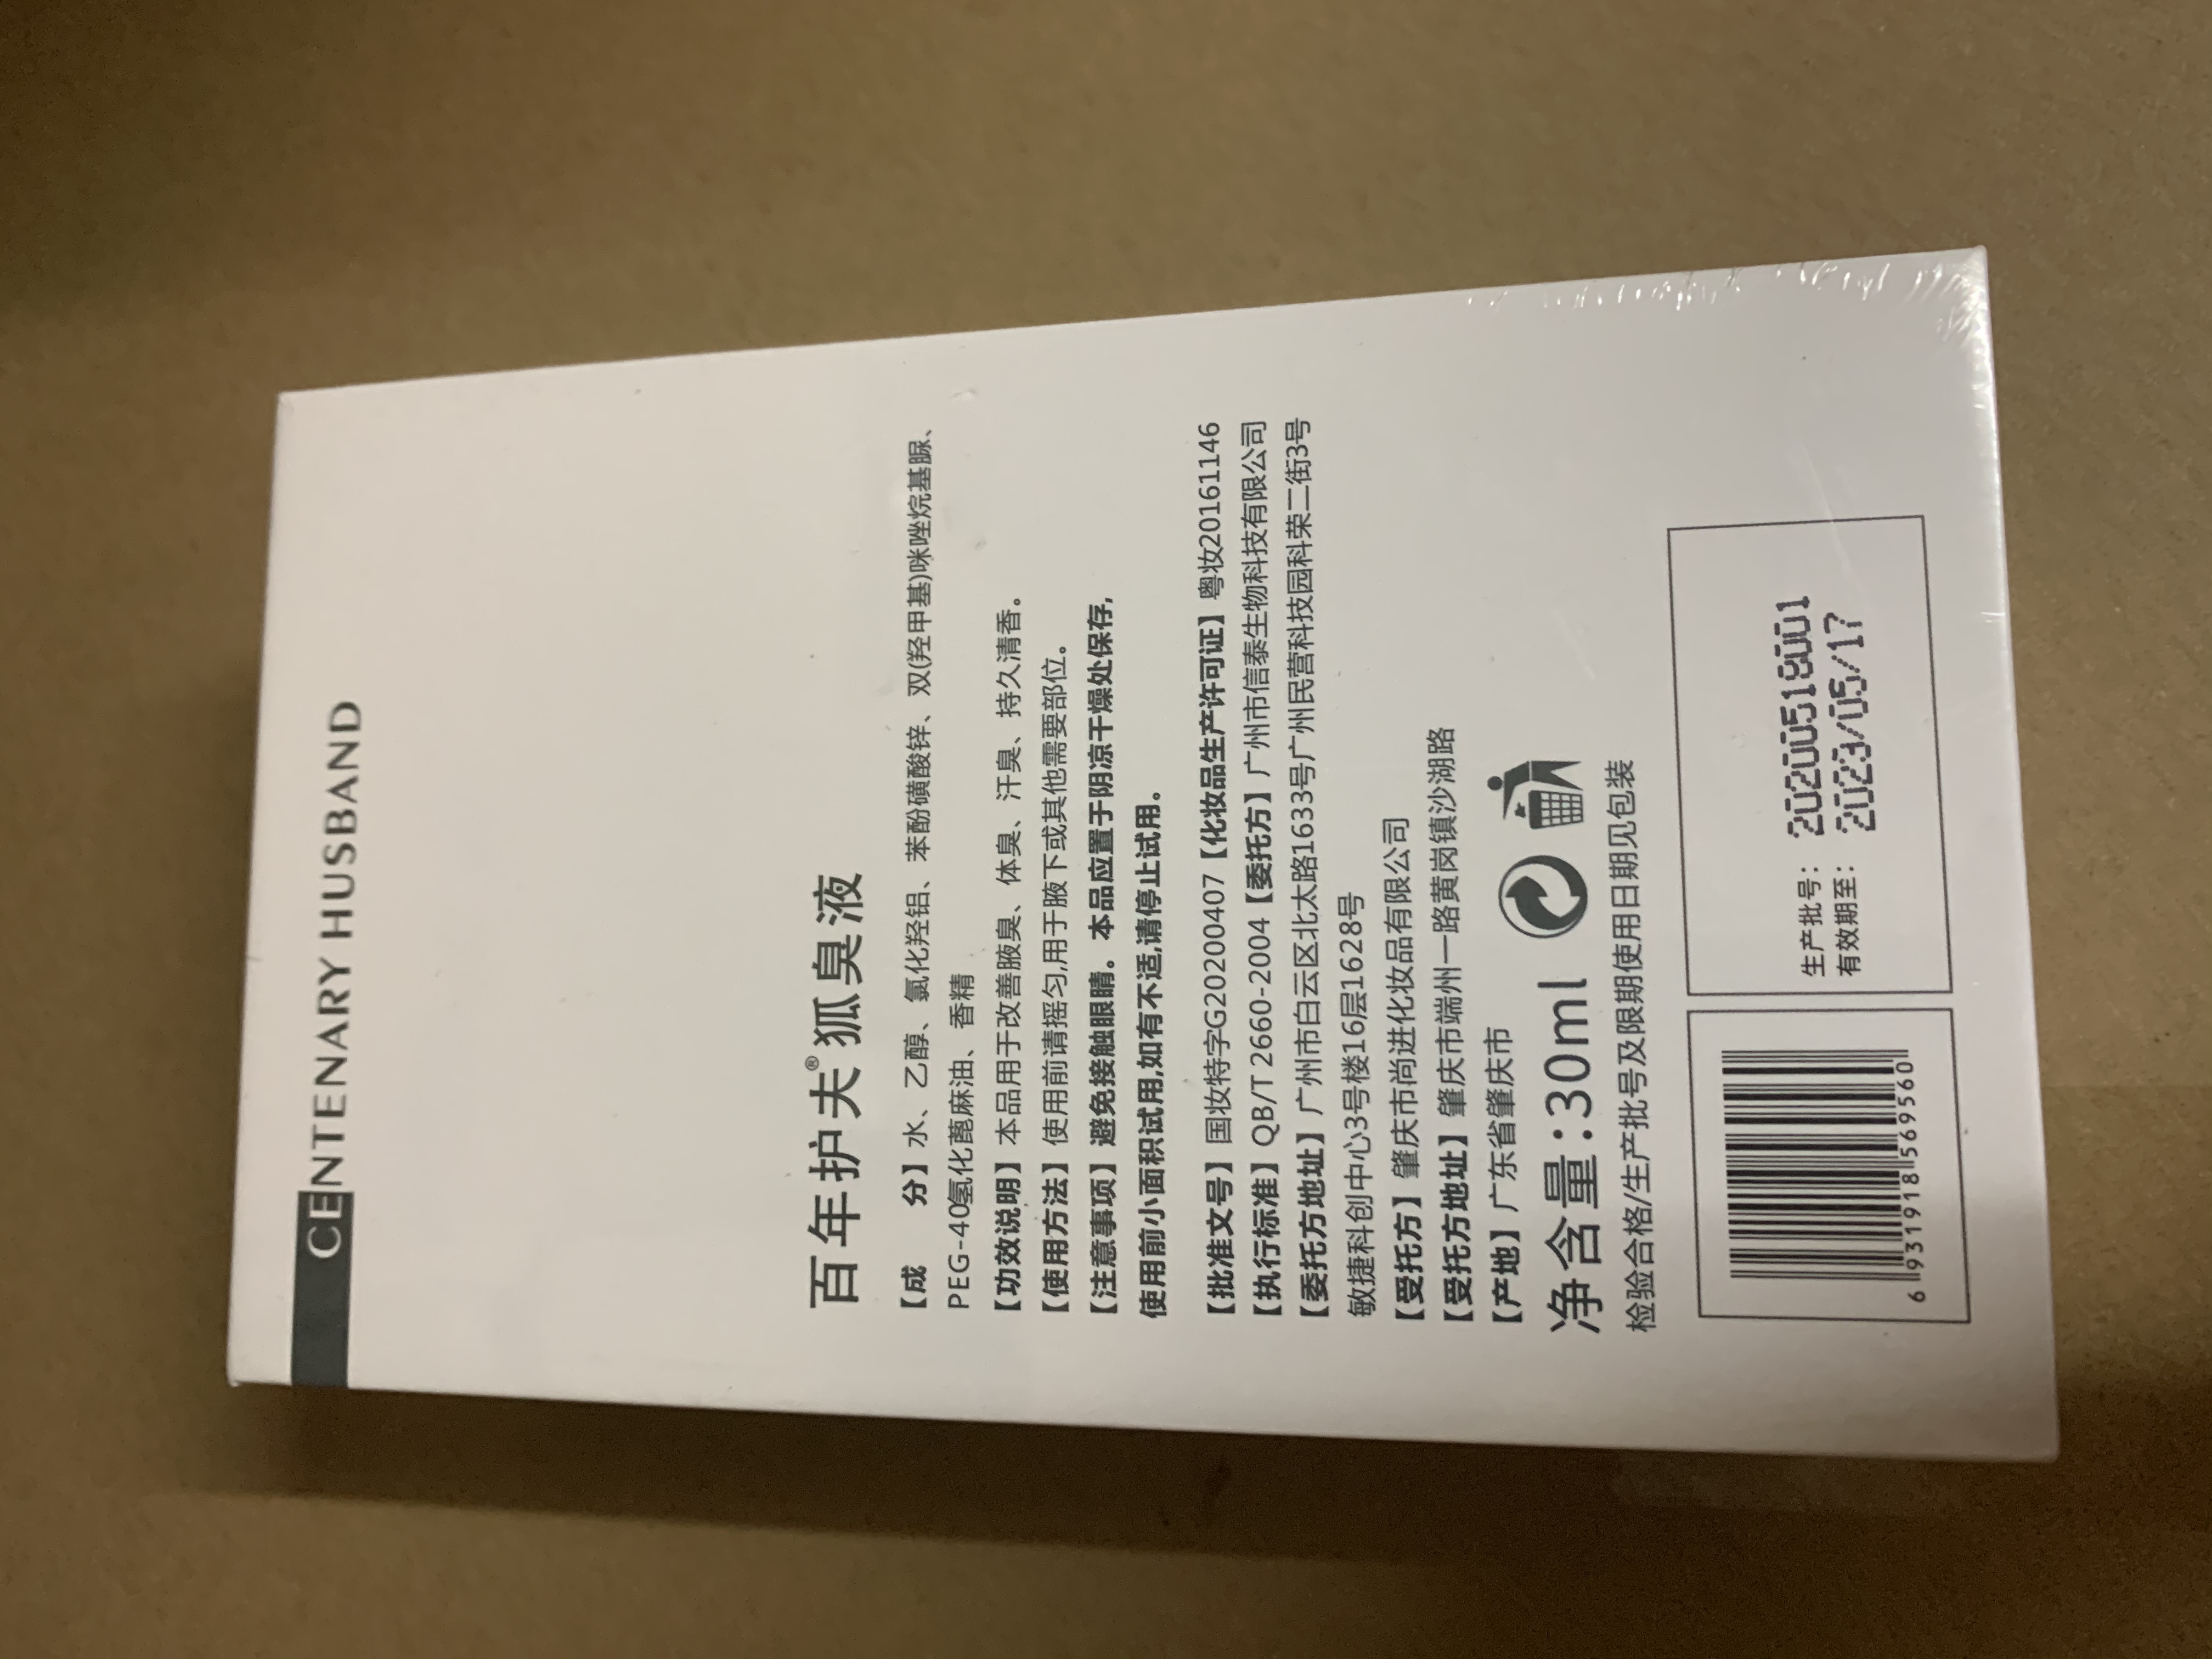 CENTENARY HUSBAND
百年护夫®狐臭液
【成 分】水、乙醇、氯化羟铝、苯酚磺酸锌、双(羟甲基)咪唑烷基脲、
PEG-40氢化蓖麻油、香精
【功效说明】本品用于改善腋臭、体臭、汗臭、持久清香。
【使用方法】使用前请摇匀,用于腋下或其他需要部位。
【注意事项】避免接触眼睛。本品应置于阴凉干燥处保存,
使用前小面积试用,如有不适,请停止试用。
【批准文号】国妆特字G20200407【化妆品生产许可证】粤妆20161146
【执行标准】QB/T 2660-2004【委托方】广州市信泰生物科技有限公司
【委托方地址】广州市白云区北太路1633号广州民营科技园科荣二街3号
敏捷科创中心3号楼16层1628号
【受托方】肇庆市尚进化妆品有限公司
【受托方地址】肇庆市端州一路黄岗镇沙湖路
【产地】广东省肇庆市
净含量:30ml
检验合格/生产批号及限期使用日期见包装
6 931918 569560
生产批号: 20200518001
有效期至: 2023/05/17